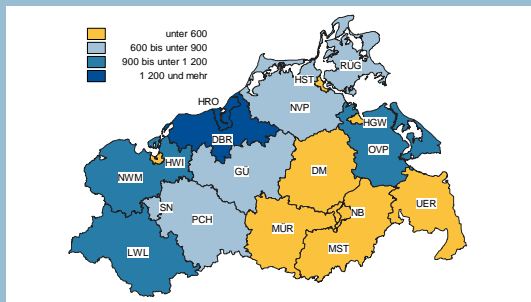 unter 600
600 bis unter 900
900 bis unter 1 200
1 200 und mehr
RÜG
HST
HRO
NVP
HGW
DBR
OVP
HWI
GÜ
DM
NWM
SN
NB
UER
PCH
MÜR
MST
LWL